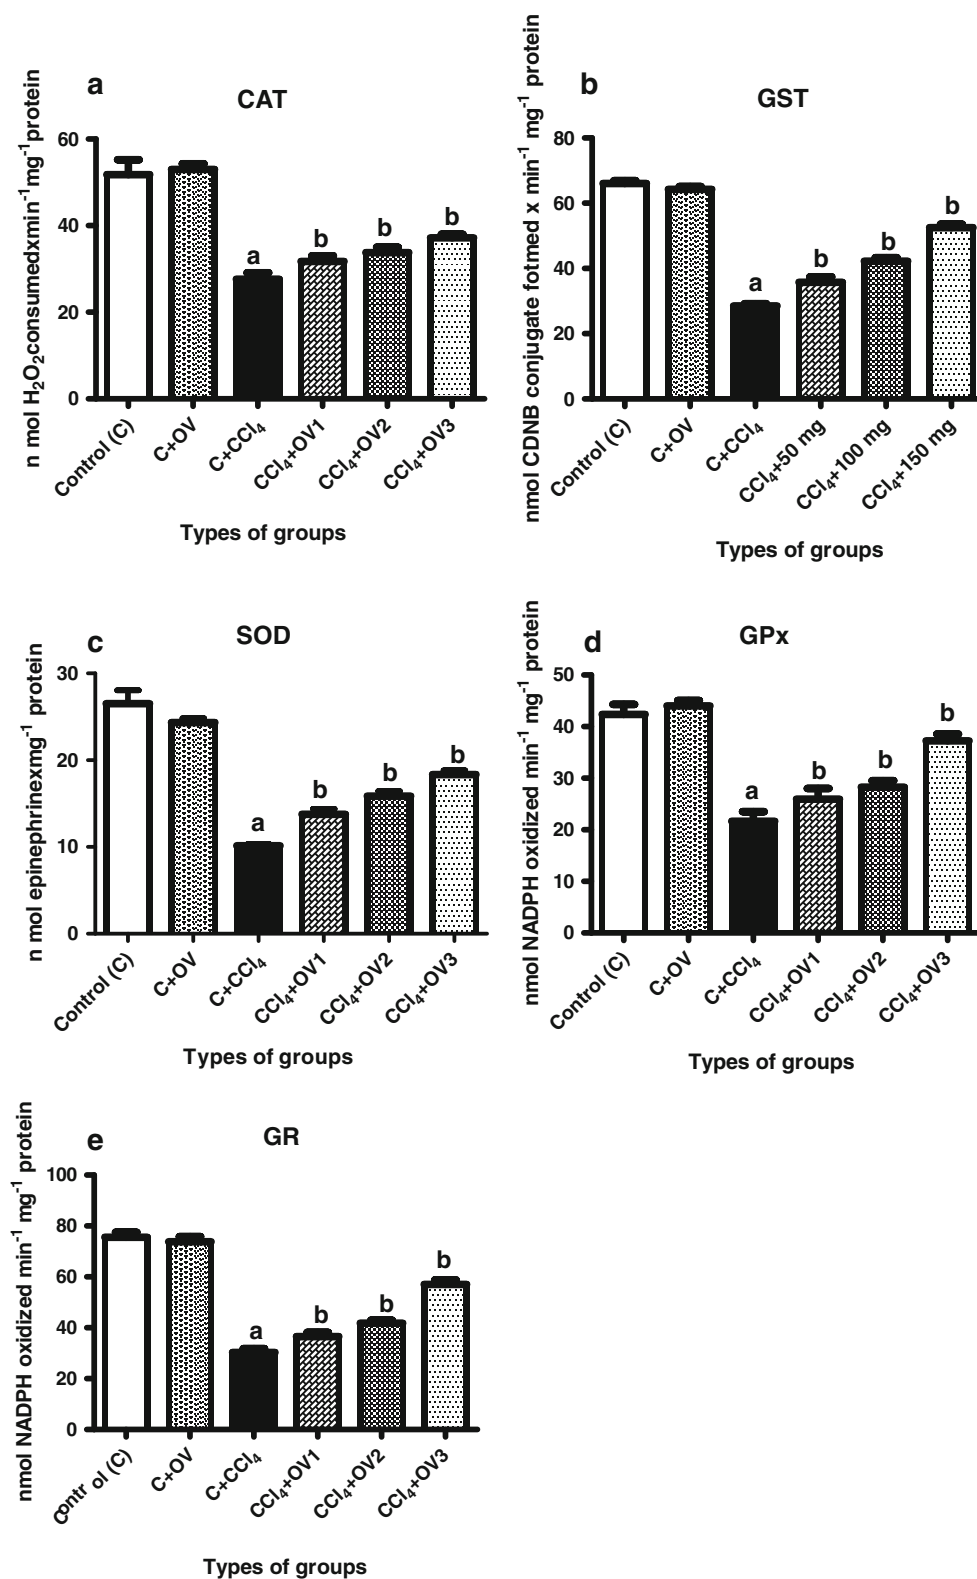 a
CAT
n mol H₂O₂consumedxmin⁻¹mg⁻¹protein
60
40
20
0
a
b
b
b
Control (C)
C+OV
C+CCl₄
CCl₄+OV1
CCl₄+OV2
CCl₄+OV3
Types of groups
b
GST
nmol CDNB conjugate fotmed x min⁻¹ mg⁻¹ protein
80
60
40
20
0
a
b
b
b
Control (C)
C+OV
C+CCl₄
CCl₄+50 mg
CCl₄+100 mg
CCl₄+150 mg
Types of groups
c
SOD
n mol epinephrinexmg⁻¹ protein
30
20
10
0
a
b
b
b
Control (C)
C+OV
C+CCl₄
CCl₄+OV1
CCl₄+OV2
CCl₄+OV3
Types of groups
d
GPx
nmol NADPH oxidized min⁻¹ mg⁻¹ protein
50
40
30
20
10
0
a
b
b
b
Control (C)
C+OV
C+CCl₄
CCl₄+OV1
CCl₄+OV2
CCl₄+OV3
Types of groups
e
GR
nmol NADPH oxidized min⁻¹ mg⁻¹ protein
100
80
60
40
20
0
a
b
b
b
Contr ol (C)
C+OV
C+CCl₄
CCl₄+OV1
CCl₄+OV2
CCl₄+OV3
Types of groups